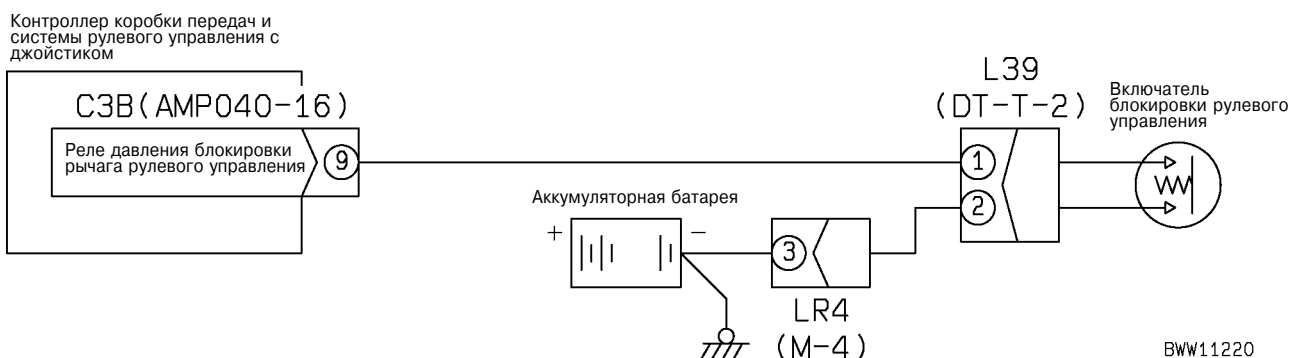 Контроллер коробки передач и
системы рулевого управления с
джойстиком
C3B(AMP040-16)
Реле давления блокировки
рычага рулевого управления
9
L39
(DT-T-2)
1
2
Включатель
блокировки рулевого
управления
Аккумуляторная батарея
+ −
3
LR4
(M-4)
BWW11220